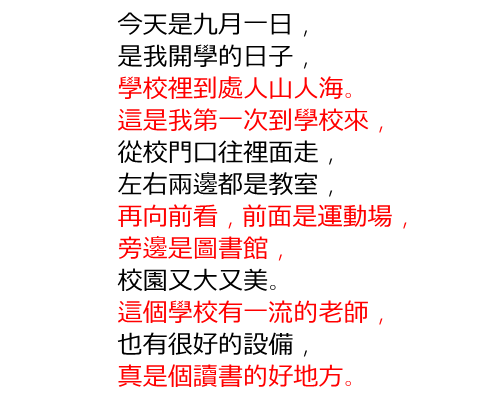 今天是九月一日，
是我開學的日子，
學校裡到處人山人海。
這是我第一次到學校來，
從校門口往裡面走，
左右兩邊都是教室，
再向前看，前面是運動場，
旁邊是圖書館，
校園又大又美。
這個學校有一流的老師，
也有很好的設備，
真是個讀書的好地方。